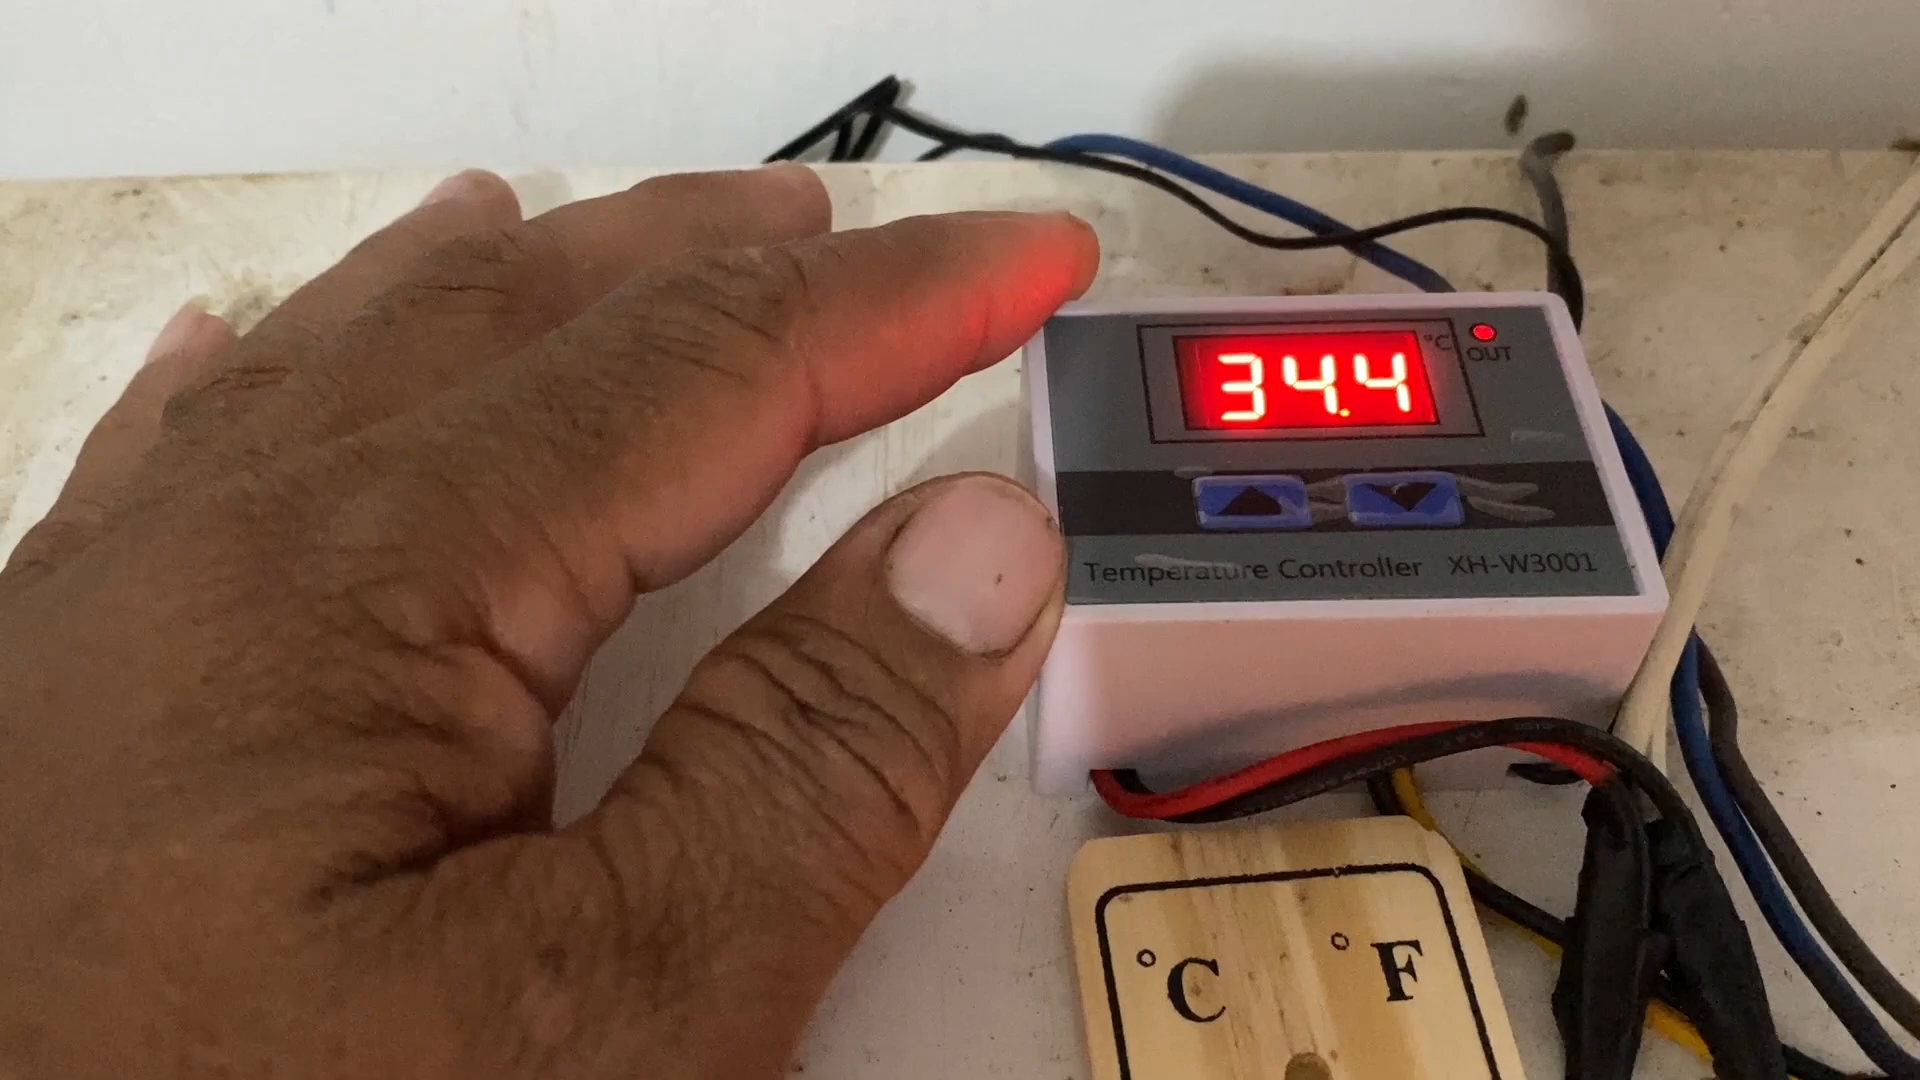 34.4 °C
OUT
Temperature Controller XH-W3001
°C °F